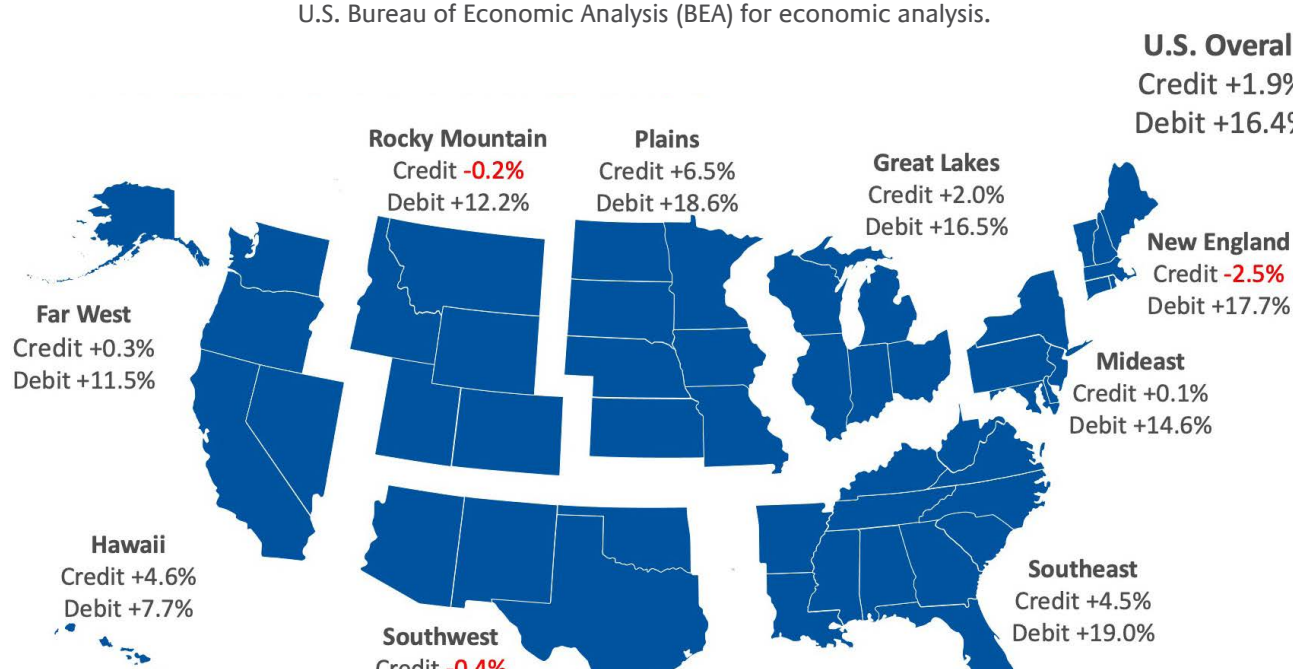 U.S. Bureau of Economic Analysis (BEA) for economic analysis.
U.S. Overal
Credit +1.9%
Debit +16.4%
Rocky Mountain
Credit -0.2%
Debit +12.2%
Plains
Credit +6.5%
Debit +18.6%
Great Lakes
Credit +2.0%
Debit +16.5%
New England
Credit -2.5%
Debit +17.7%
Far West
Credit +0.3%
Debit +11.5%
Mideast
Credit +0.1%
Debit +14.6%
Hawaii
Credit +4.6%
Debit +7.7%
Southeast
Credit +4.5%
Debit +19.0%
Southwest
Credit -0.4%